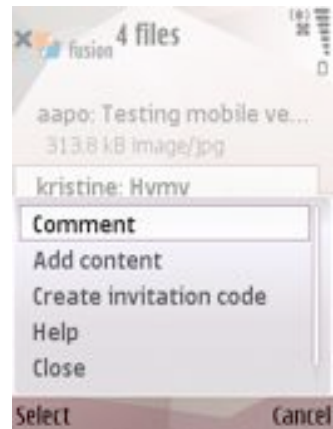 fusion 4 files
aapo: Testing mobile ve...
313.8 kB image/jpg
kristine: Hvmv
Comment
Add content
Create invitation code
Help
Close
Select Cancel